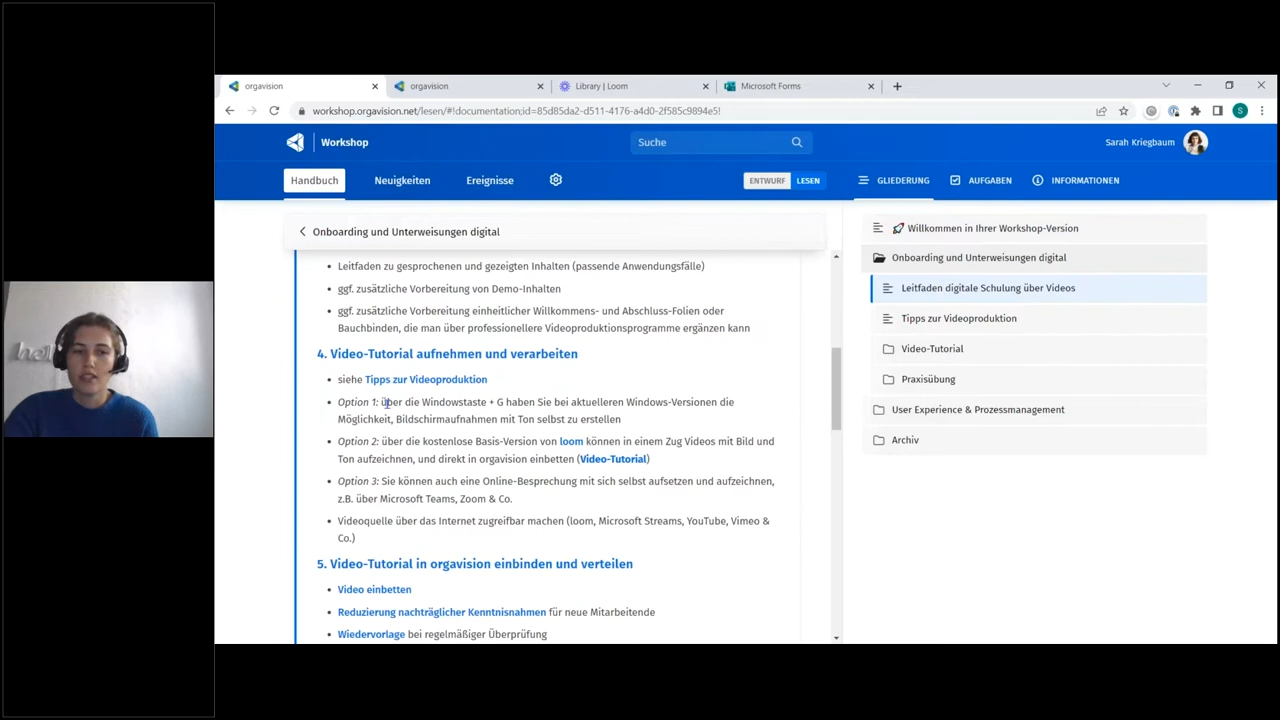 orgavision
orgavision
Library | Loom
Microsoft Forms
workshop.orgavision.net/lesen/#!documentation;id=85d85da2-d511-4176-a4d0-2f585c9894e5!
S
Workshop
Suche
Sarah Kriegbaum
Handbuch
Neuigkeiten
Ereignisse
ENTWURF
LESEN
GLIEDERUNG
AUFGABEN
INFORMATIONEN
Onboarding und Unterweisungen digital
• Leitfaden zu gesprochenen und gezeigten Inhalten (passende Anwendungsfälle)
• ggf. zusätzliche Vorbereitung von Demo-Inhalten
• ggf. zusätzliche Vorbereitung einheitlicher Willkommens- und Abschluss-Folien oder
Bauchbinden, die man über professionellere Videoproduktionsprogramme ergänzen kann
4. Video-Tutorial aufnehmen und verarbeiten
• siehe Tipps zur Videoproduktion
• Option 1: über die Windowstaste + G haben Sie bei aktuelleren Windows-Versionen die
Möglichkeit, Bildschirmaufnahmen mit Ton selbst zu erstellen
• Option 2: über die kostenlose Basis-Version von loom können in einem Zug Videos mit Bild und
Ton aufzeichnen, und direkt in orgavision einbetten (Video-Tutorial)
• Option 3: Sie können auch eine Online-Besprechung mit sich selbst aufsetzen und aufzeichnen,
z.B. über Microsoft Teams, Zoom & Co.
• Videoquelle über das Internet zugreifbar machen (loom, Microsoft Streams, YouTube, Vimeo &
Co.)
5. Video-Tutorial in orgavision einbinden und verteilen
• Video einbetten
• Reduzierung nachträglicher Kenntnisnahmen für neue Mitarbeitende
• Wiedervorlage bei regelmäßiger Überprüfung
Willkommen in Ihrer Workshop-Version
Onboarding und Unterweisungen digital
Leitfaden digitale Schulung über Videos
Tipps zur Videoproduktion
Video-Tutorial
Praxisübung
User Experience & Prozessmanagement
Archiv